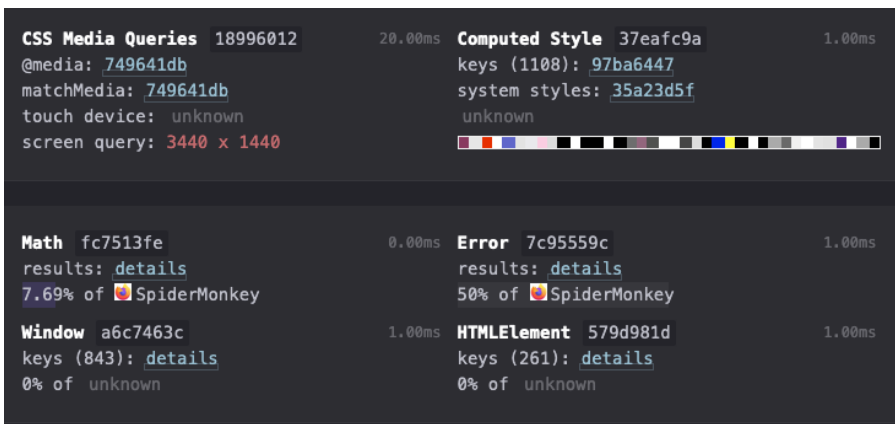 CSS Media Queries 18996012 20.00ms
@media: 749641db
matchMedia: 749641db
touch device: unknown
screen query: 3440 x 1440
Computed Style 37eafc9a 1.00ms
keys (1108): 97ba6447
system styles: 35a23d5f
unknown
Math fc7513fe 0.00ms
results: details
7.69% of SpiderMonkey
Error 7c95559c 1.00ms
results: details
50% of SpiderMonkey
Window a6c7463c 1.00ms
keys (843): details
0% of unknown
HTMLElement 579d981d 1.00ms
keys (261): details
0% of unknown